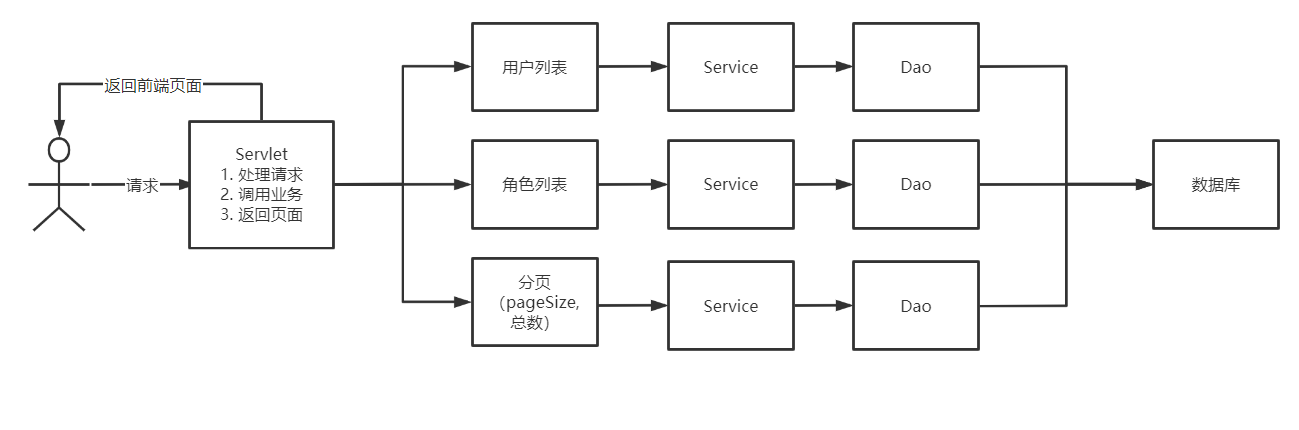 返回前端页面
请求
Servlet
1. 处理请求
2. 调用业务
3. 返回页面
用户列表
Service
Dao
角色列表
Service
Dao
分页
（pageSize,
总数）
Service
Dao
数据库